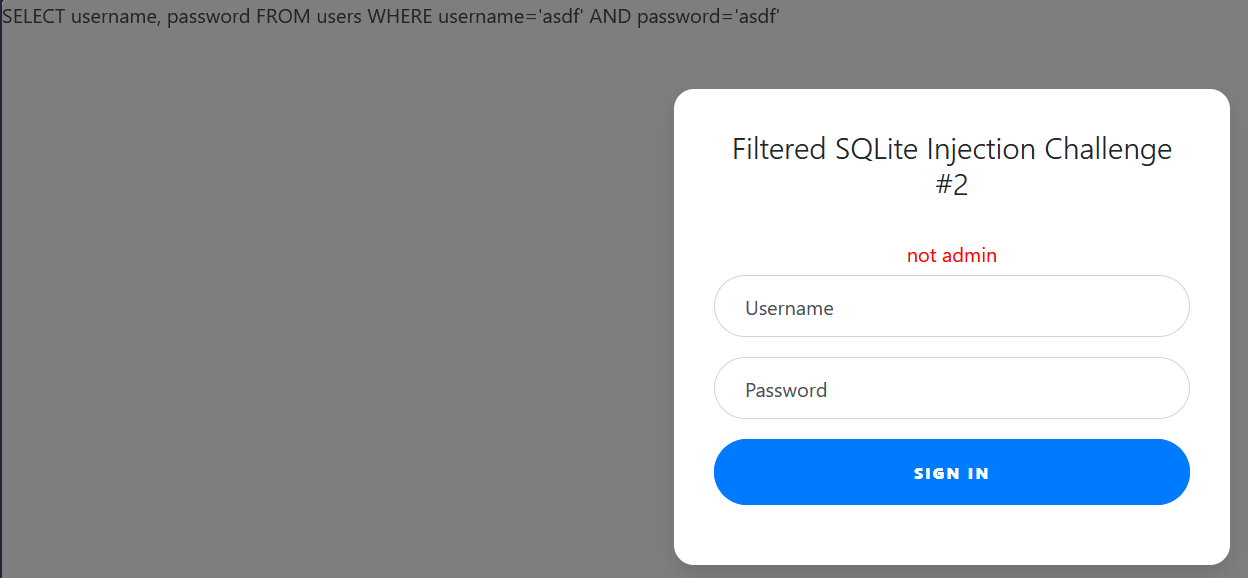 SELECT username, password FROM users WHERE username='asdf' AND password='asdf'
Filtered SQLite Injection Challenge
#2
not admin
Username
Password
SIGN IN